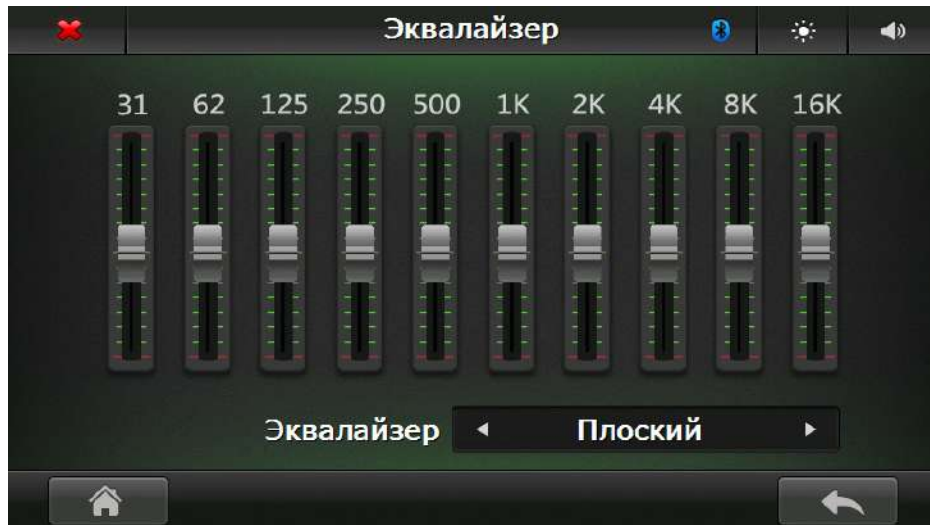 Эквалайзер
31 62 125 250 500 1K 2K 4K 8K 16K
Эквалайзер Плоский